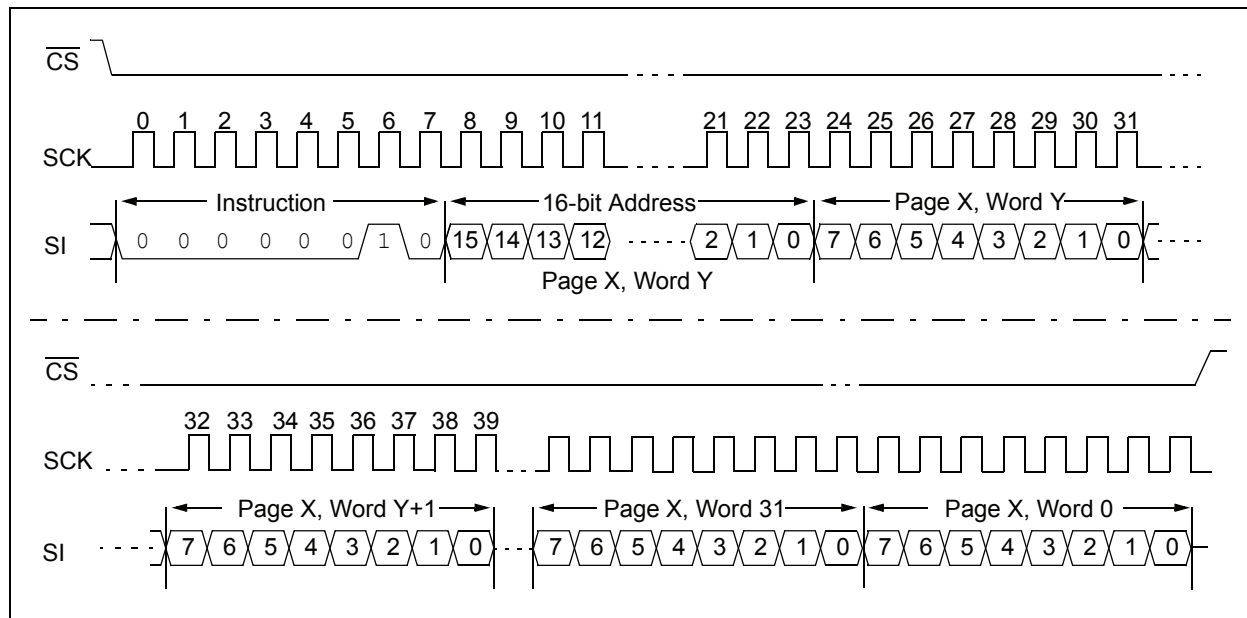 CS
0 1 2 3 4 5 6 7 8 9 10 11 21 22 23 24 25 26 27 28 29 30 31
SCK
Instruction 16-bit Address Page X, Word Y
SI 0 0 0 0 0 0 1 0 15 14 13 12 2 1 0 7 6 5 4 3 2 1 0
Page X, Word Y
CS
32 33 34 35 36 37 38 39
SCK
Page X, Word Y+1 Page X, Word 31 Page X, Word 0
SI 7 6 5 4 3 2 1 0 7 6 5 4 3 2 1 0 7 6 5 4 3 2 1 0